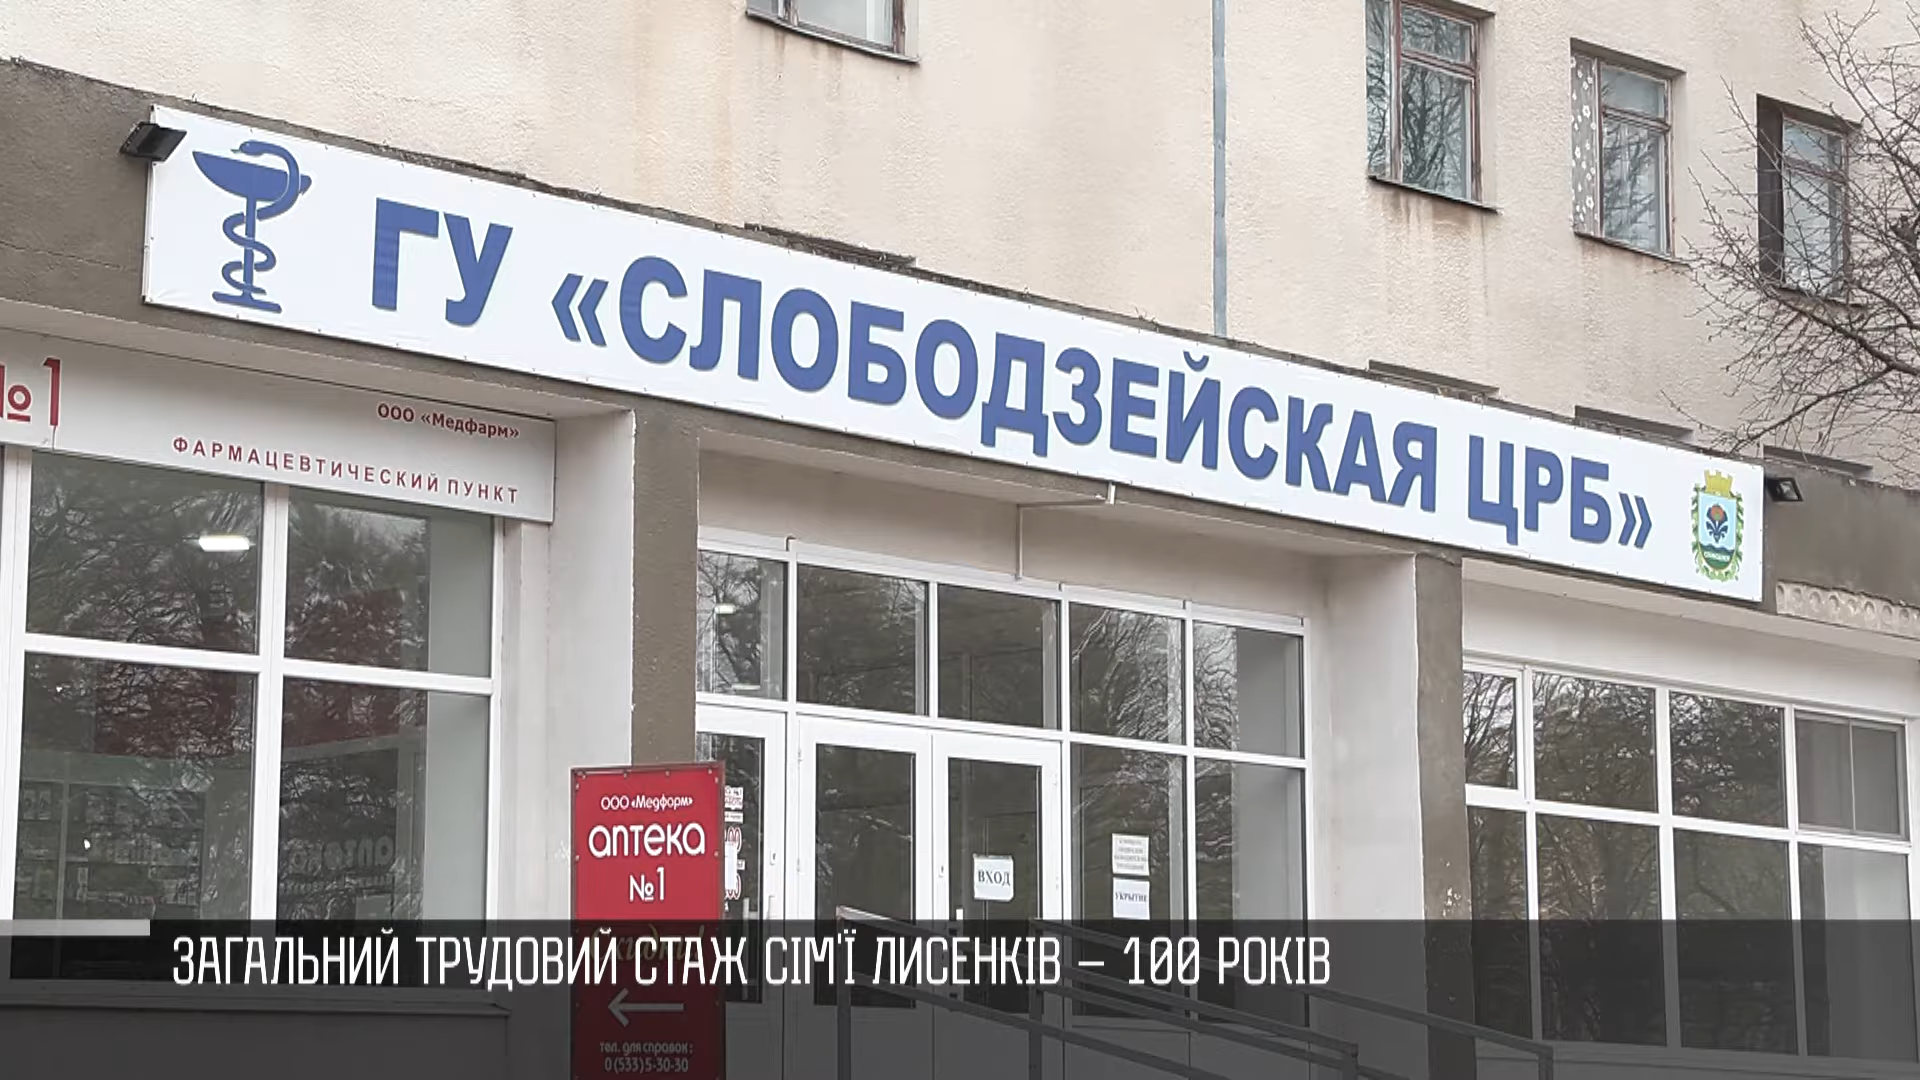 ГУ «СЛОБОДЗЕЙСКАЯ ЦРБ»
№1
ООО «Медфарм»
ФАРМАЦЕВТИЧЕСКИЙ ПУНКТ
ООО «Медфарм»
аптека
№1
Скидки!
тел. для справок:
0(533)5-30-30
ВХОД
УКРЫТИЕ
ЗАГАЛЬНИЙ ТРУДОВИЙ СТАЖ СІМ'Ї ЛИСЕНКІВ – 100 РОКІВ